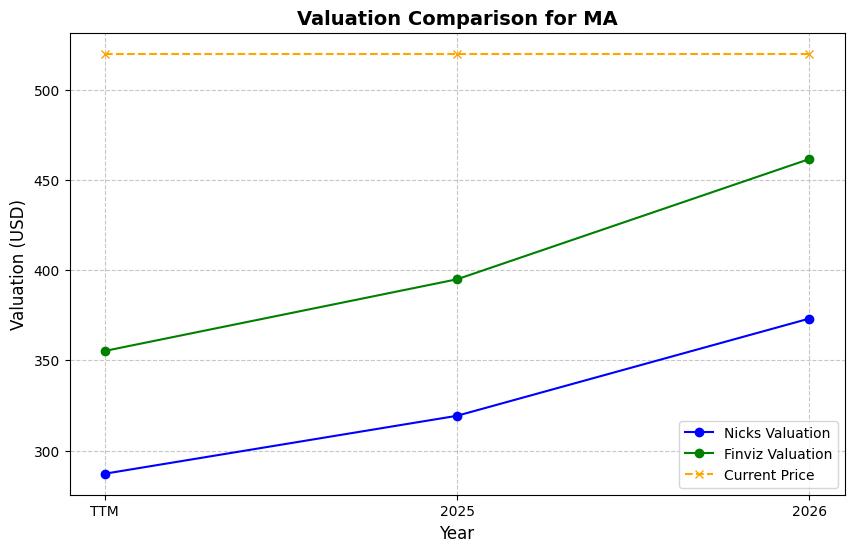 Valuation Comparison for MA
Valuation (USD)
500
450
400
350
300
TTM
2025
2026
Year
Nicks Valuation
Finviz Valuation
Current Price